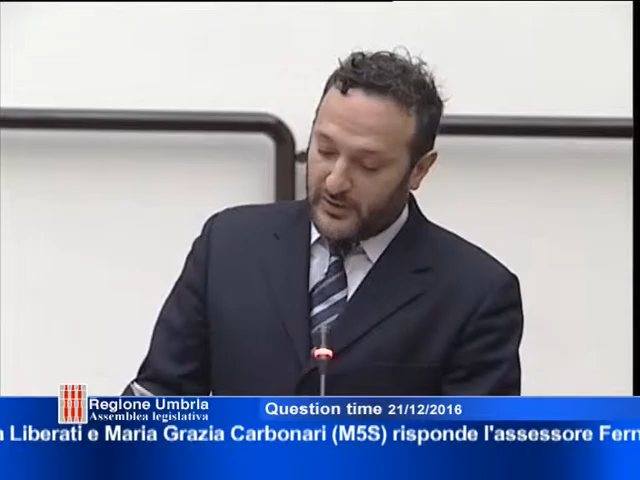 Regione Umbria
Assemblea legislativa
Question time 21/12/2016
Liberati e Maria Grazia Carbonari (M5S) risponde l'assessore